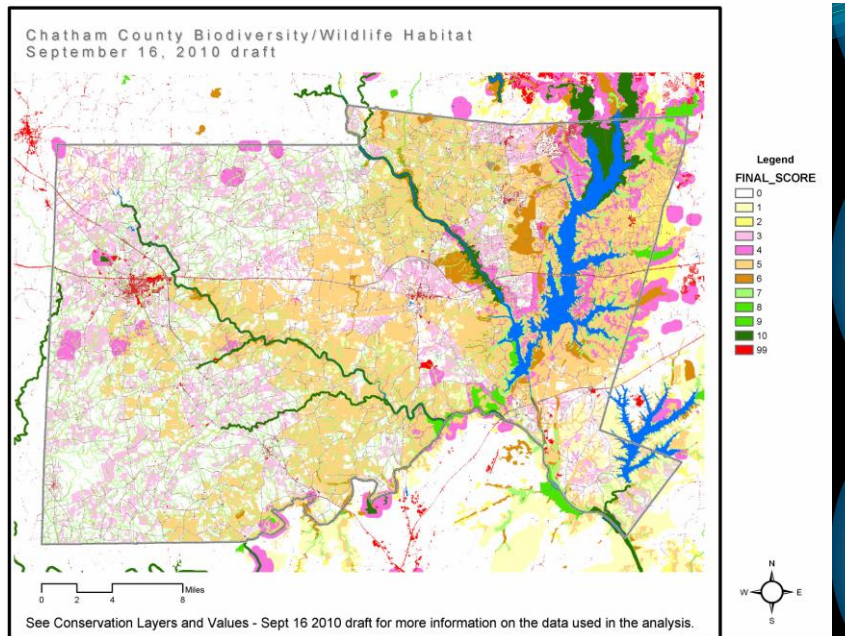 Chatham County Biodiversity/Wildlife Habitat
September 16, 2010 draft
Legend
FINAL_SCORE
0
1
2
3
4
5
6
7
8
9
10
99
Miles
0 2 4 8
N
W E
S
See Conservation Layers and Values - Sept 16 2010 draft for more information on the data used in the analysis.